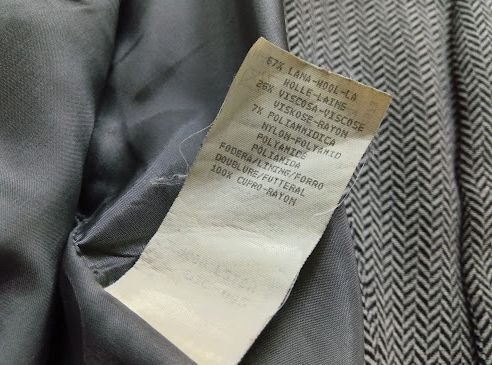 67% LANA-WOOL-LA
WOLLE-LAINE
26% VISCOSA-VISCOSE
VISKOSE-RAYON
7% POLIAMMIDICA
NYLON-POLYAMID
POLYAMIDE
POLIAMIDA
FODERA/LINING/FORRO
DOUBLURE/FUTTERAL
100% CUPRO-RAYON